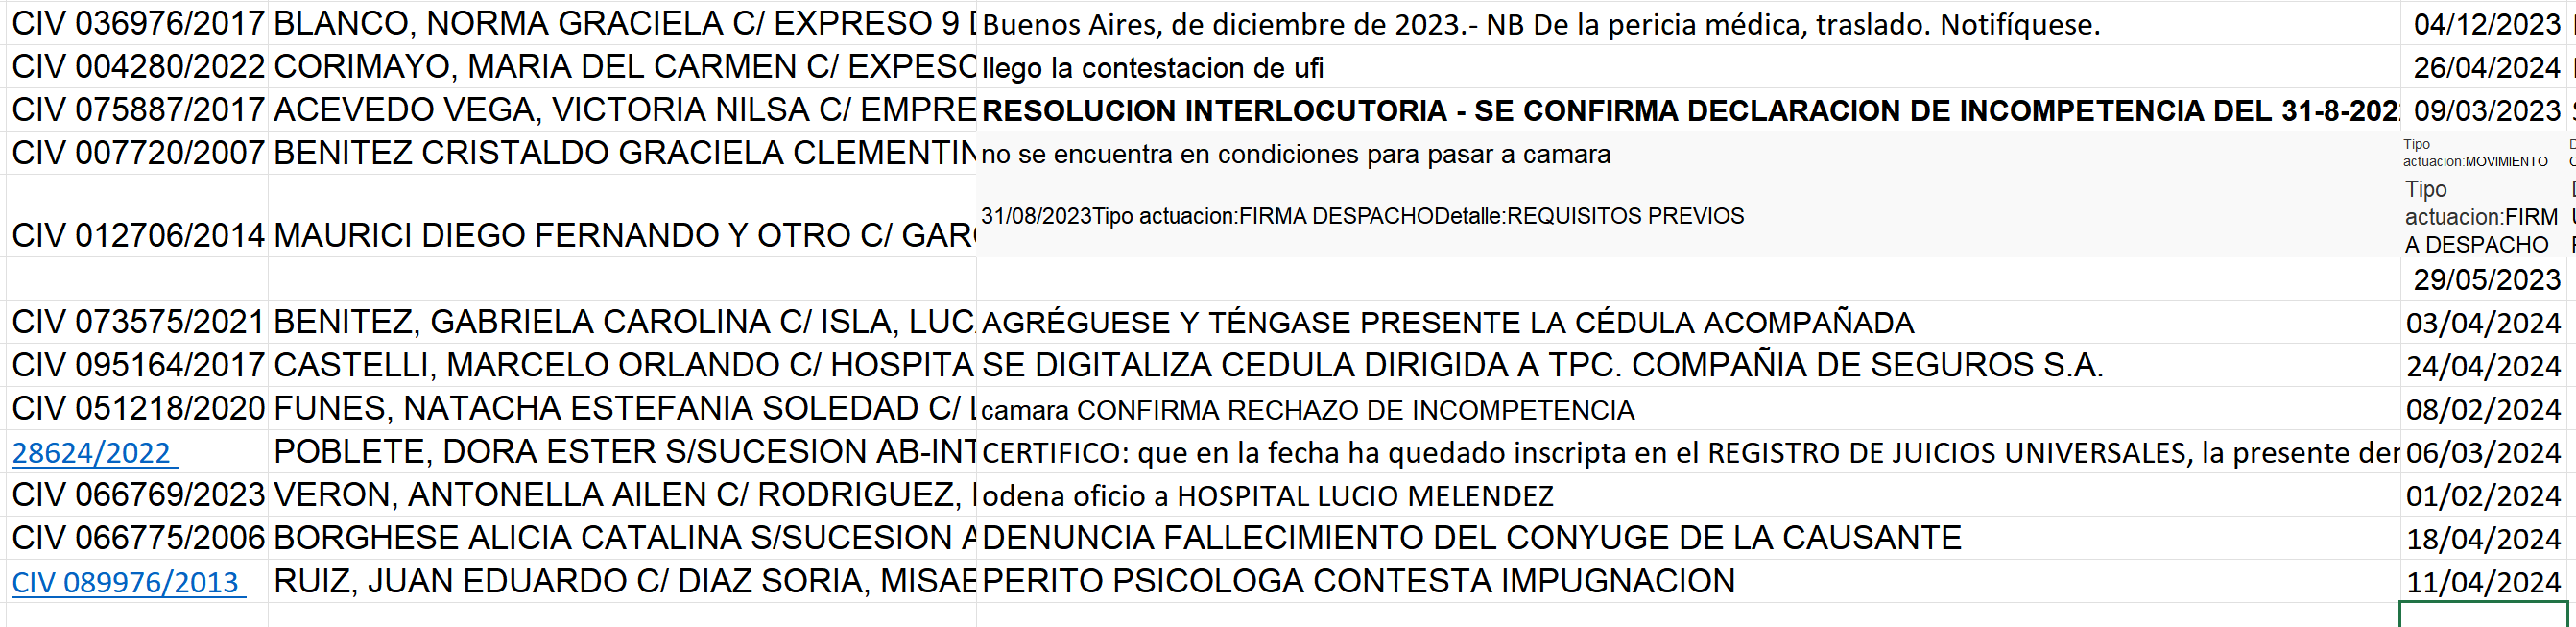 CIV 036976/2017 BLANCO, NORMA GRACIELA C/ EXPRESO 9 Buenos Aires, de diciembre de 2023.- NB De la pericia médica, traslado. Notifíquese. 04/12/2023
CIV 004280/2022 CORIMAYO, MARIA DEL CARMEN C/ EXPESO llego la contestacion de ufi 26/04/2024
CIV 075887/2017 ACEVEDO VEGA, VICTORIA NILSA C/ EMPRE RESOLUCION INTERLOCUTORIA - SE CONFIRMA DECLARACION DE INCOMPETENCIA DEL 31-8-202 09/03/2023
CIV 007720/2007 BENITEZ CRISTALDO GRACIELA CLEMENTIN no se encuentra en condiciones para pasar a camara Tipo
actuacion:MOVIMIENTO
CIV 012706/2014 MAURICI DIEGO FERNANDO Y OTRO C/ GAR 31/08/2023Tipo actuacion:FIRMA DESPACHODetalle:REQUISITOS PREVIOS Tipo
actuacion:FIRM
A DESPACHO
29/05/2023
CIV 073575/2021 BENITEZ, GABRIELA CAROLINA C/ ISLA, LUC AGRÉGUESE Y TÉNGASE PRESENTE LA CÉDULA ACOMPAÑADA 03/04/2024
CIV 095164/2017 CASTELLI, MARCELO ORLANDO C/ HOSPITA SE DIGITALIZA CEDULA DIRIGIDA A TPC. COMPAÑIA DE SEGUROS S.A. 24/04/2024
CIV 051218/2020 FUNES, NATACHA ESTEFANIA SOLEDAD C/ camara CONFIRMA RECHAZO DE INCOMPETENCIA 08/02/2024
28624/2022 POBLETE, DORA ESTER S/SUCESION AB-INT CERTIFICO: que en la fecha ha quedado inscripta en el REGISTRO DE JUICIOS UNIVERSALES, la presente der 06/03/2024
CIV 066769/2023 VERON, ANTONELLA AILEN C/ RODRIGUEZ, odena oficio a HOSPITAL LUCIO MELENDEZ 01/02/2024
CIV 066775/2006 BORGHESE ALICIA CATALINA S/SUCESION A DENUNCIA FALLECIMIENTO DEL CONYUGE DE LA CAUSANTE 18/04/2024
CIV 089976/2013 RUIZ, JUAN EDUARDO C/ DIAZ SORIA, MISAE PERITO PSICOLOGA CONTESTA IMPUGNACION 11/04/2024